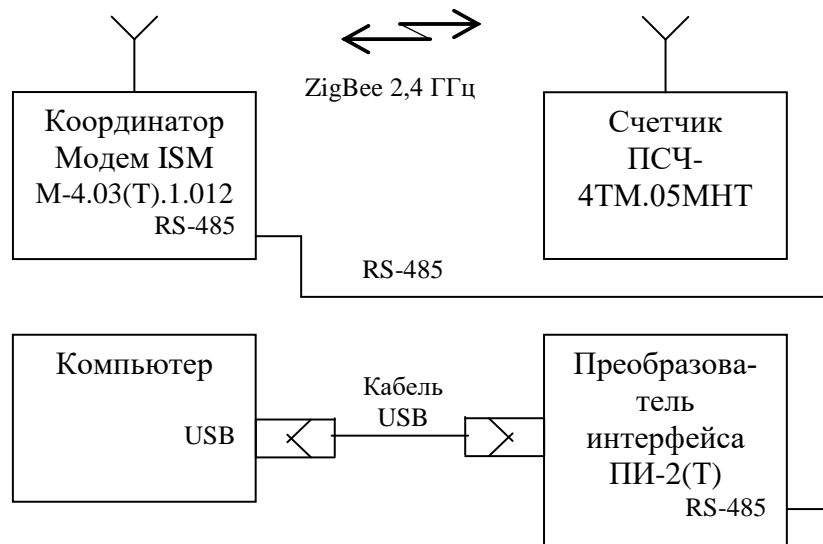 ZigBee 2,4 ГГц
Координатор
Модем ISM
М-4.03(Т).1.012
RS-485
Счетчик
ПСЧ-
4ТМ.05МНТ
RS-485
Компьютер
USB
Кабель
USB
Преобразова-
тель
интерфейса
ПИ-2(Т)
RS-485